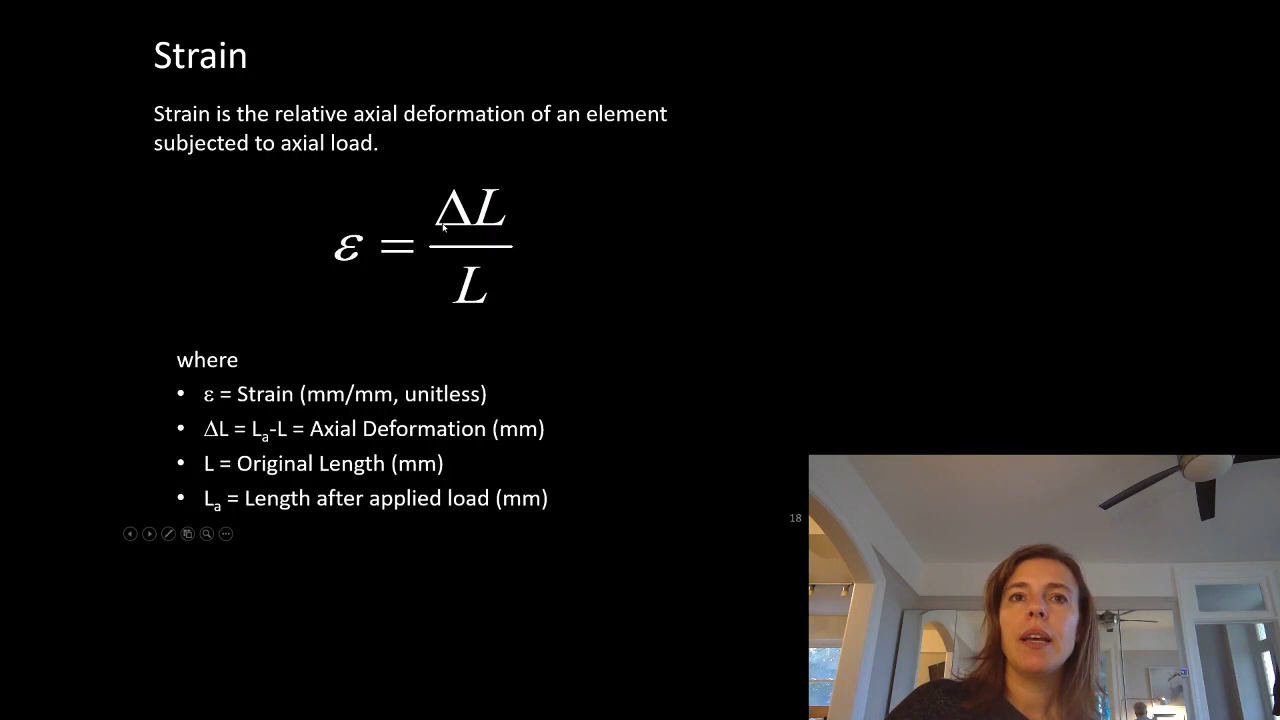 Strain
Strain is the relative axial deformation of an element
subjected to axial load.
ε = ΔL / L
where
• ε = Strain (mm/mm, unitless)
• ΔL = Lₐ-L = Axial Deformation (mm)
• L = Original Length (mm)
• Lₐ = Length after applied load (mm)
18